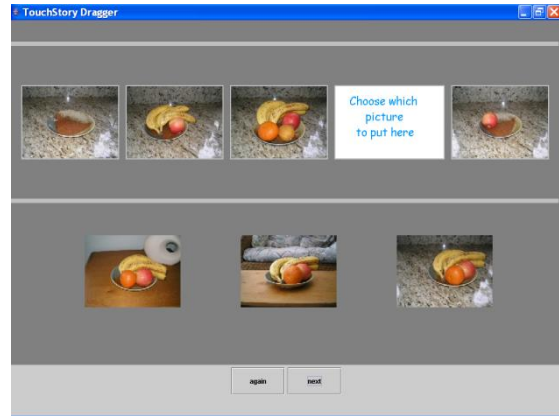 TouchStory Dragger
Choose which
picture
to put here
again
next